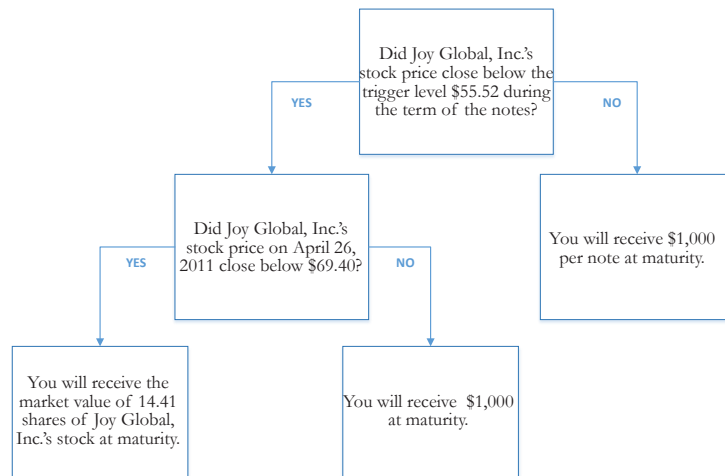 Did Joy Global, Inc.'s
stock price close below the
trigger level $55.52 during
the term of the notes?
YES
NO
Did Joy Global, Inc.'s
stock price on April 26,
2011 close below $69.40?
You will receive $1,000
per note at maturity.
YES
NO
You will receive the
market value of 14.41
shares of Joy Global,
Inc.'s stock at maturity.
You will receive $1,000
at maturity.